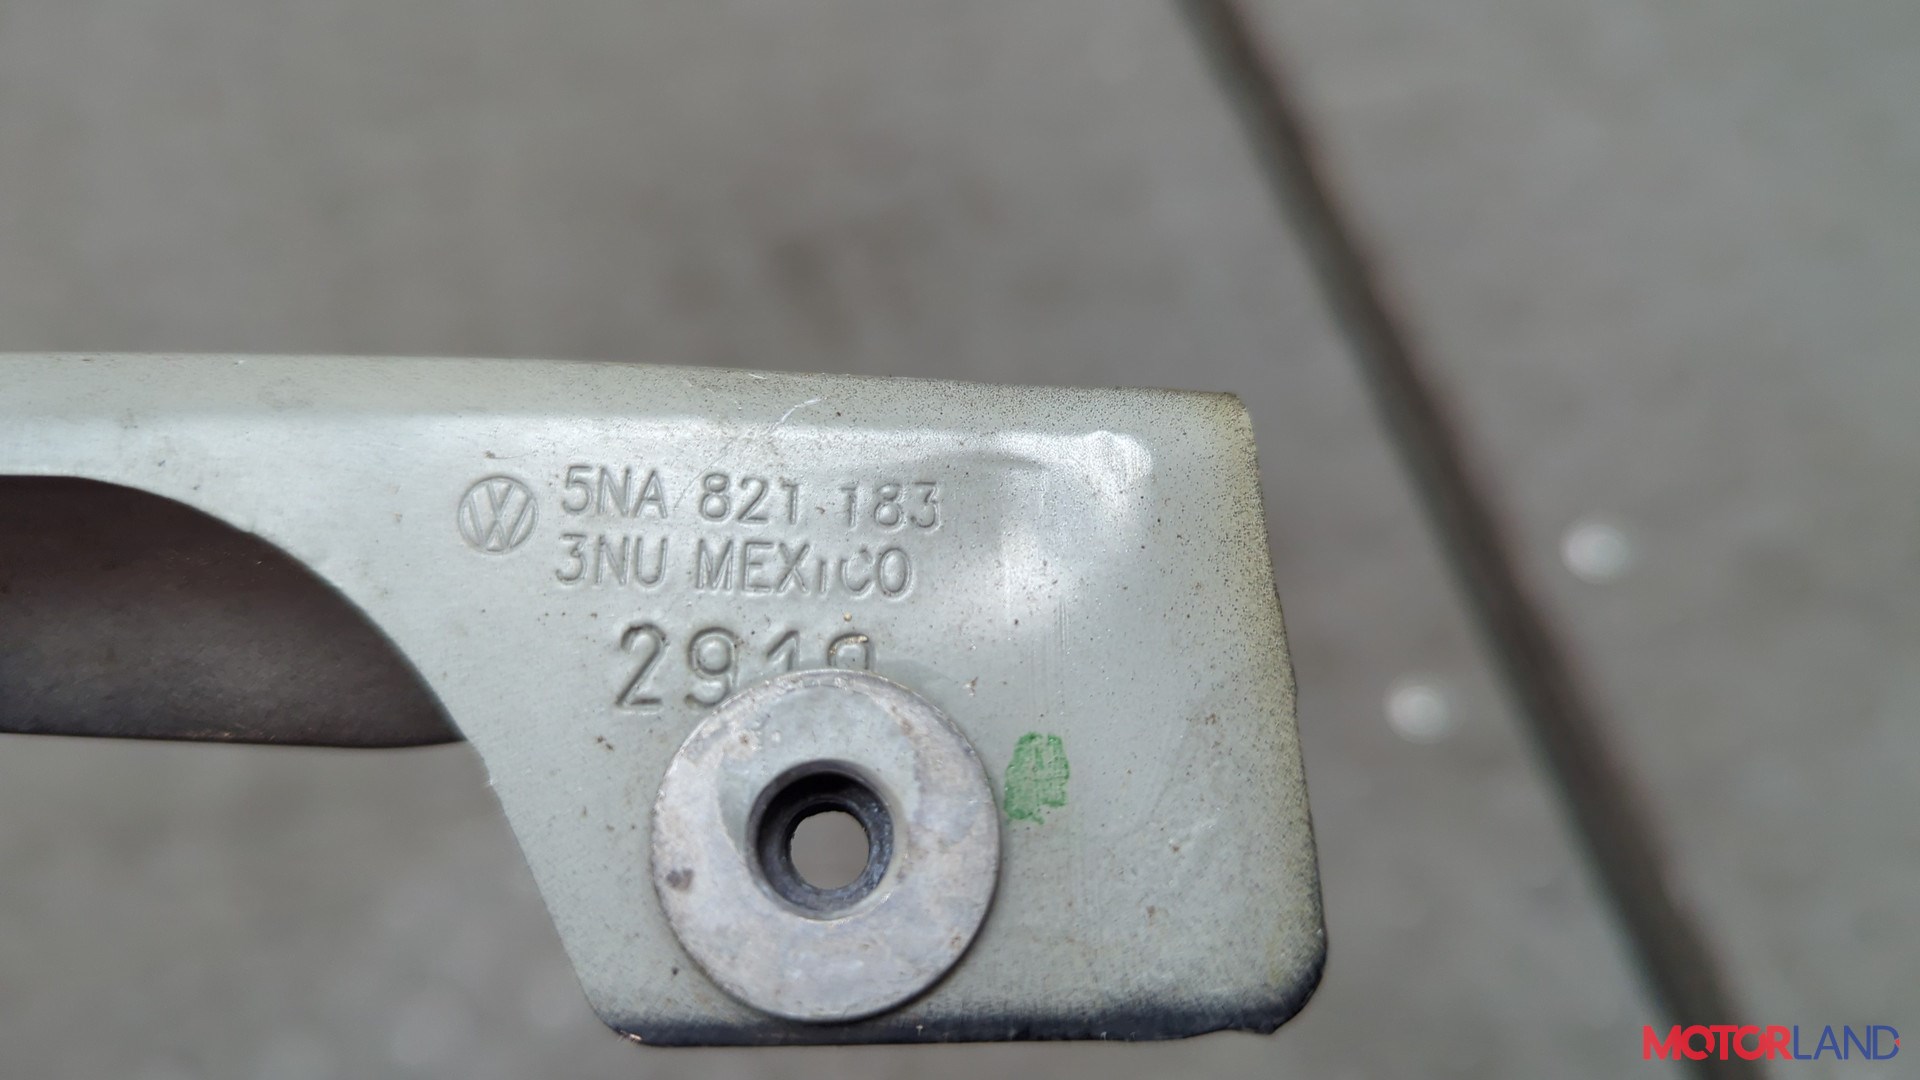 5NA 821 183
3NU MEXICO
MOTORLAND